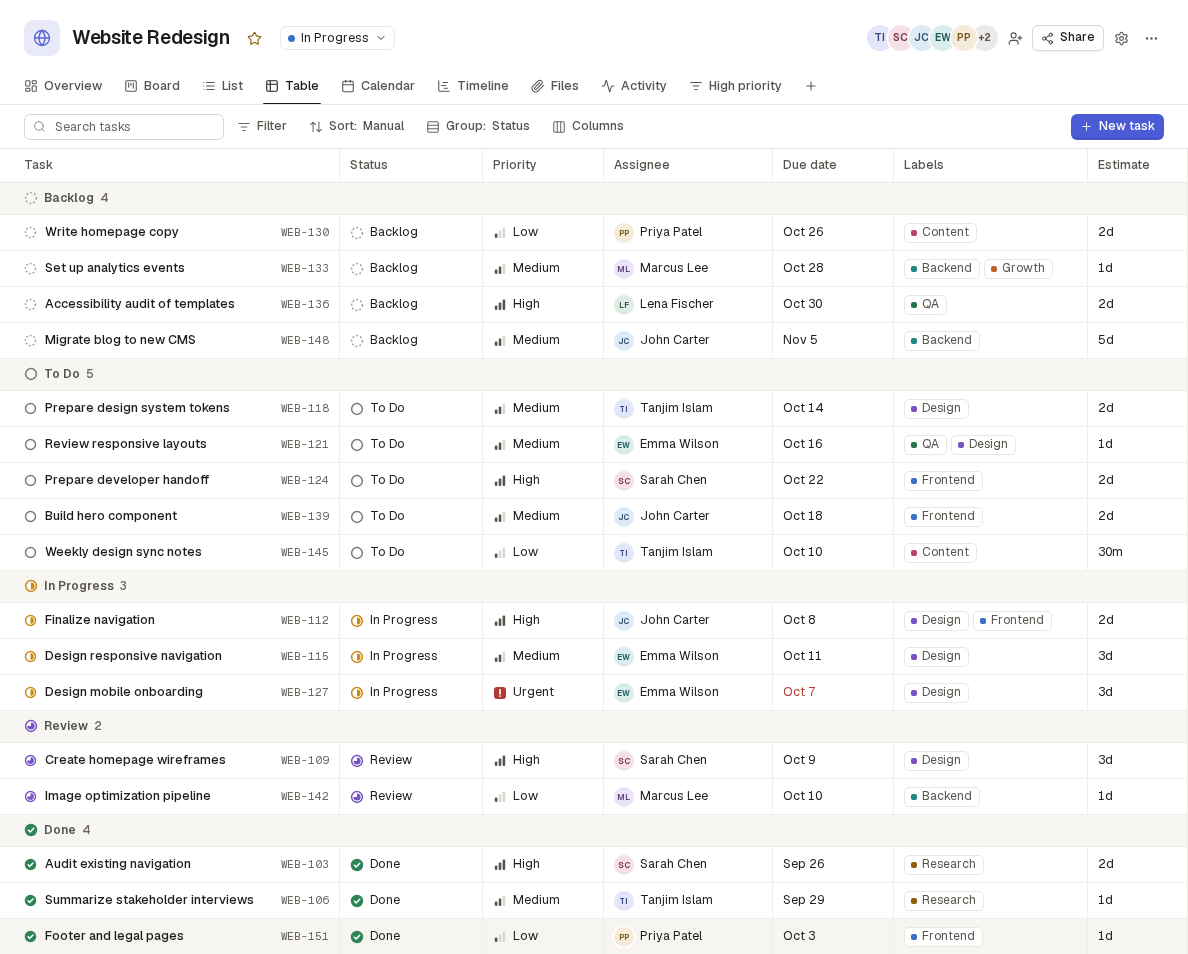 Website Redesign In Progress TI SC JC EW PP +2 Share
Overview Board List Table Calendar Timeline Files Activity High priority
Search tasks Filter Sort: Manual Group: Status Columns New task
Task Status Priority Assignee Due date Labels Estimate
Backlog 4
Write homepage copy WEB-130 Backlog Low PP Priya Patel Oct 26 Content 2d
Set up analytics events WEB-133 Backlog Medium ML Marcus Lee Oct 28 Backend Growth 1d
Accessibility audit of templates WEB-136 Backlog High LF Lena Fischer Oct 30 QA 2d
Migrate blog to new CMS WEB-148 Backlog Medium JC John Carter Nov 5 Backend 5d
To Do 5
Prepare design system tokens WEB-118 To Do Medium TI Tanjim Islam Oct 14 Design 2d
Review responsive layouts WEB-121 To Do Medium EW Emma Wilson Oct 16 QA Design 1d
Prepare developer handoff WEB-124 To Do High SC Sarah Chen Oct 22 Frontend 2d
Build hero component WEB-139 To Do Medium JC John Carter Oct 18 Frontend 2d
Weekly design sync notes WEB-145 To Do Low TI Tanjim Islam Oct 10 Content 30m
In Progress 3
Finalize navigation WEB-112 In Progress High JC John Carter Oct 8 Design Frontend 2d
Design responsive navigation WEB-115 In Progress Medium EW Emma Wilson Oct 11 Design 3d
Design mobile onboarding WEB-127 In Progress Urgent EW Emma Wilson Oct 7 Design 3d
Review 2
Create homepage wireframes WEB-109 Review High SC Sarah Chen Oct 9 Design 3d
Image optimization pipeline WEB-142 Review Low ML Marcus Lee Oct 10 Backend 1d
Done 4
Audit existing navigation WEB-103 Done High SC Sarah Chen Sep 26 Research 2d
Summarize stakeholder interviews WEB-106 Done Medium TI Tanjim Islam Sep 29 Research 1d
Footer and legal pages WEB-151 Done Low PP Priya Patel Oct 3 Frontend 1d